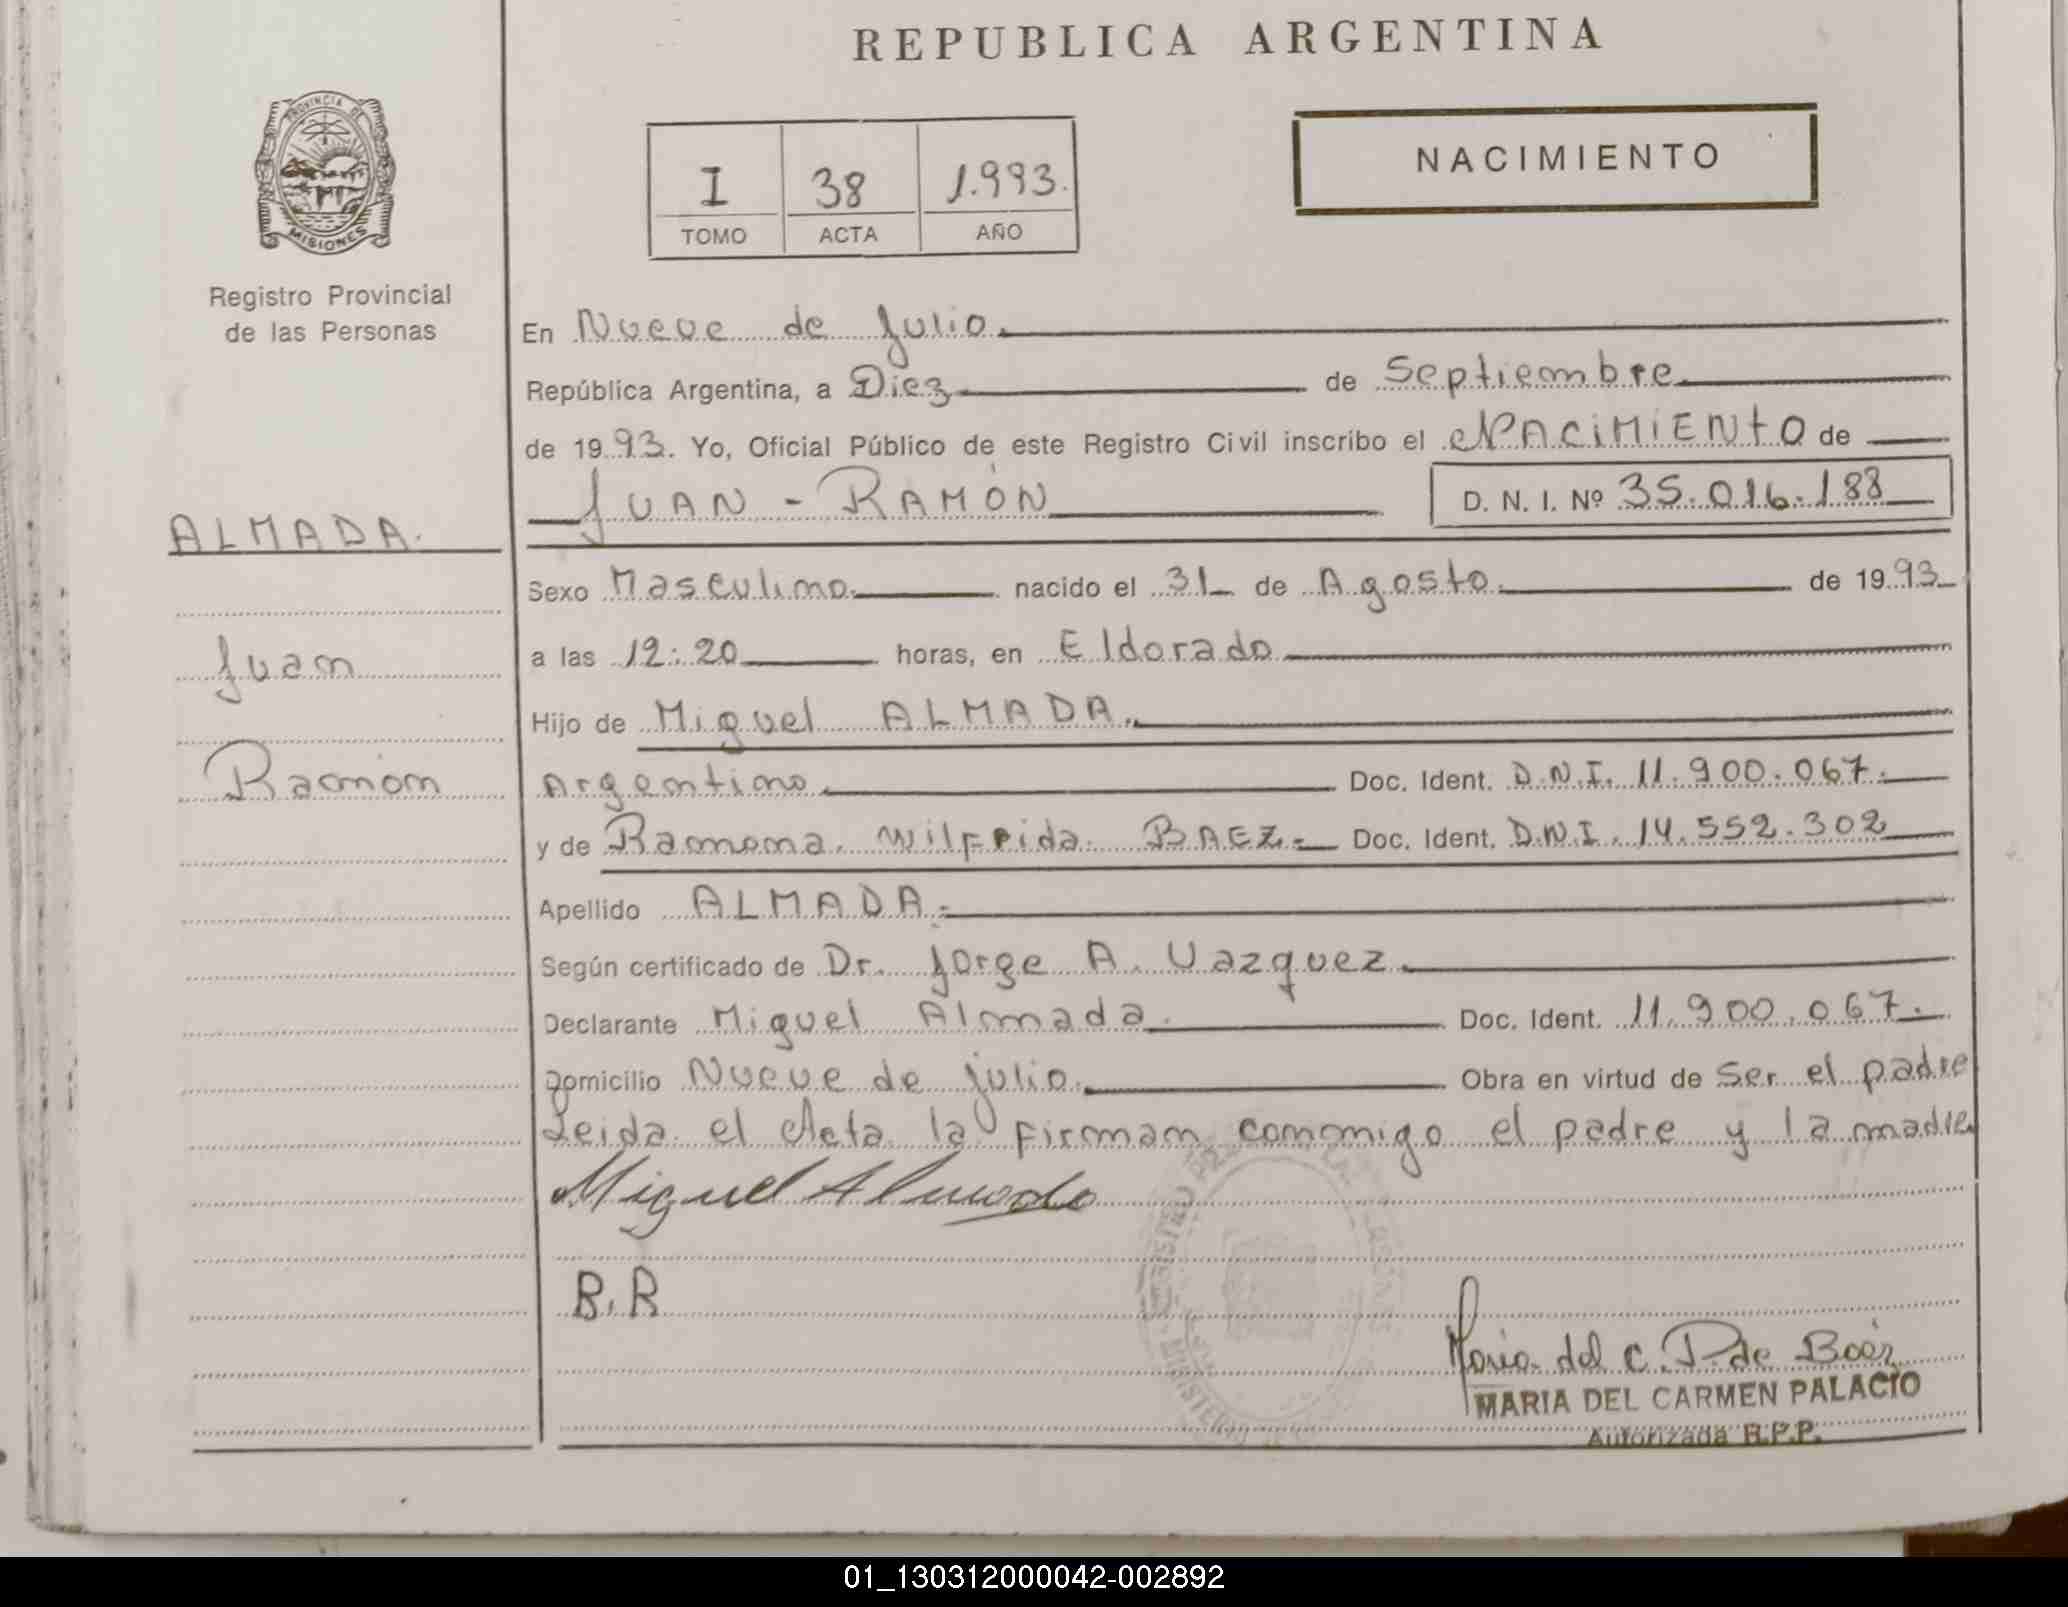 REPUBLICA ARGENTINA
PROVINCIA DE
MISIONES
Registro Provincial
de las Personas
I 38 1.993.
TOMO ACTA AÑO
NACIMIENTO
En Nueve de Julio.
República Argentina, a Diez de Septiembre
de 1993. Yo, Oficial Público de este Registro Civil inscribo el NACIMIENTO de
JUAN - RAMÓN D. N. I. Nº 35.016.188
ALMADA.
Juan
Ramón
Sexo Masculino nacido el 31 de Agosto de 1993
a las 12:20 horas, en Eldorado
Hijo de Miguel ALMADA.
Argentino Doc. Ident. D.N.I. 11.900.067.
y de Ramona Wilfrida BAEZ.- Doc. Ident. D.N.I. 14.552.302
Apellido ALMADA.-
Según certificado de Dr. Jorge A. Vazquez
Declarante Miguel Almada. Doc. Ident. 11.900.067.
Domicilio Nueve de julio. Obra en virtud de Ser el padre
Leida el Acta la firman conmigo el padre y la madre
Miguel Almada
B.R
Maria del C. P. de Baéz
MARIA DEL CARMEN PALACIO
Autorizada R.P.P.
01_130312000042-002892